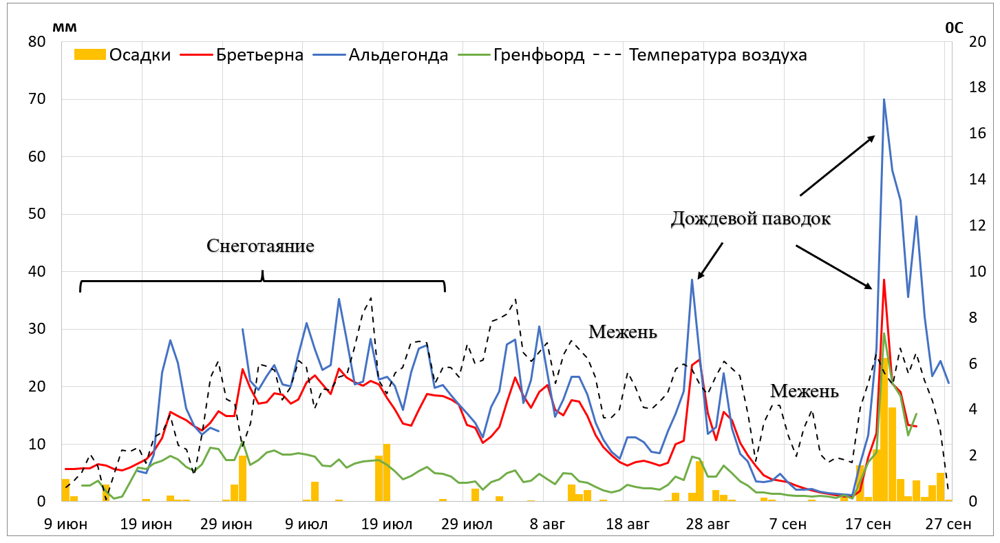 мм 0С
80 20
Осадки Бретьерна Альдегонда Гренфьорд Температура воздуха
18
70
16
60
14
50
Дождевой паводок
12
Снеготаяние
40 10
30
8
Межень
20
6
Межень
4
10
2
0 0
9 июн 19 июн 29 июн 9 июл 19 июл 29 июл 8 авг 18 авг 28 авг 7 сен 17 сен 27 сен